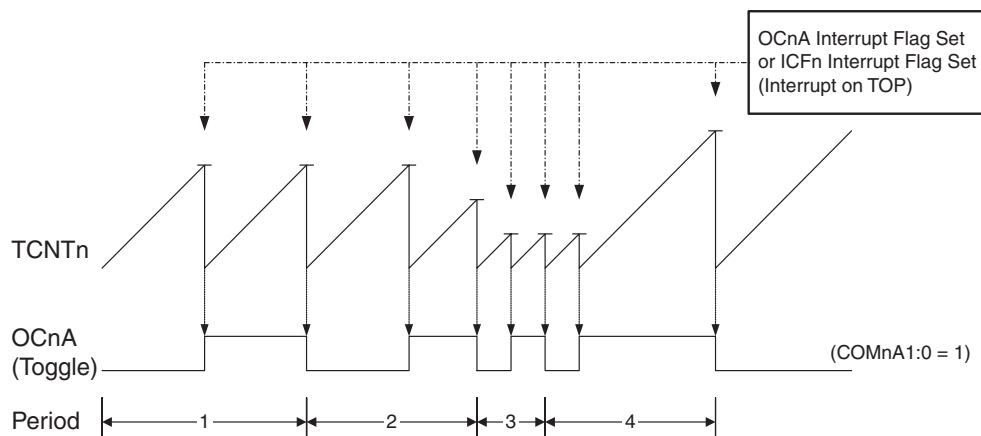 OCnA Interrupt Flag Set
or ICFn Interrupt Flag Set
(Interrupt on TOP)
TCNTn
OCnA
(Toggle)
(COMnA1:0 = 1)
Period
1
2
3
4